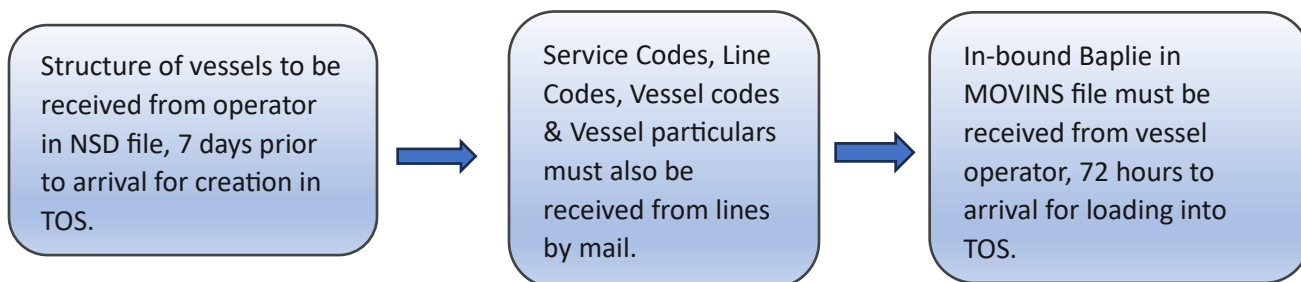 Structure of vessels to be
received from operator
in NSD file, 7 days prior
to arrival for creation in
TOS.
Service Codes, Line
Codes, Vessel codes
& Vessel particulars
must also be
received from lines
by mail.
In-bound Baplie in
MOVINS file must be
received from vessel
operator, 72 hours to
arrival for loading into
TOS.